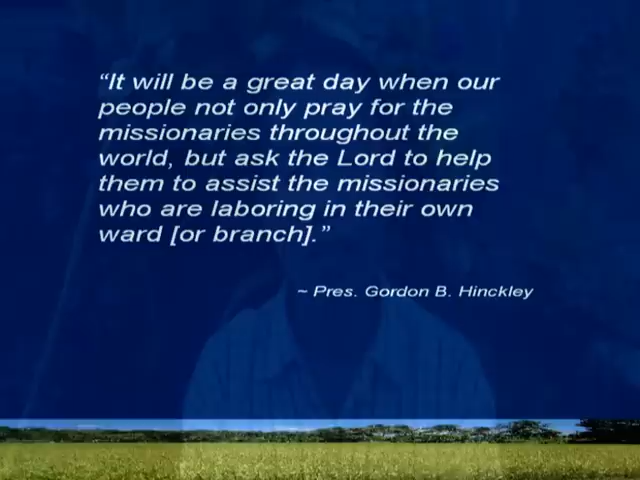 “It will be a great day when our
people not only pray for the
missionaries throughout the
world, but ask the Lord to help
them to assist the missionaries
who are laboring in their own
ward [or branch].”
~ Pres. Gordon B. Hinckley